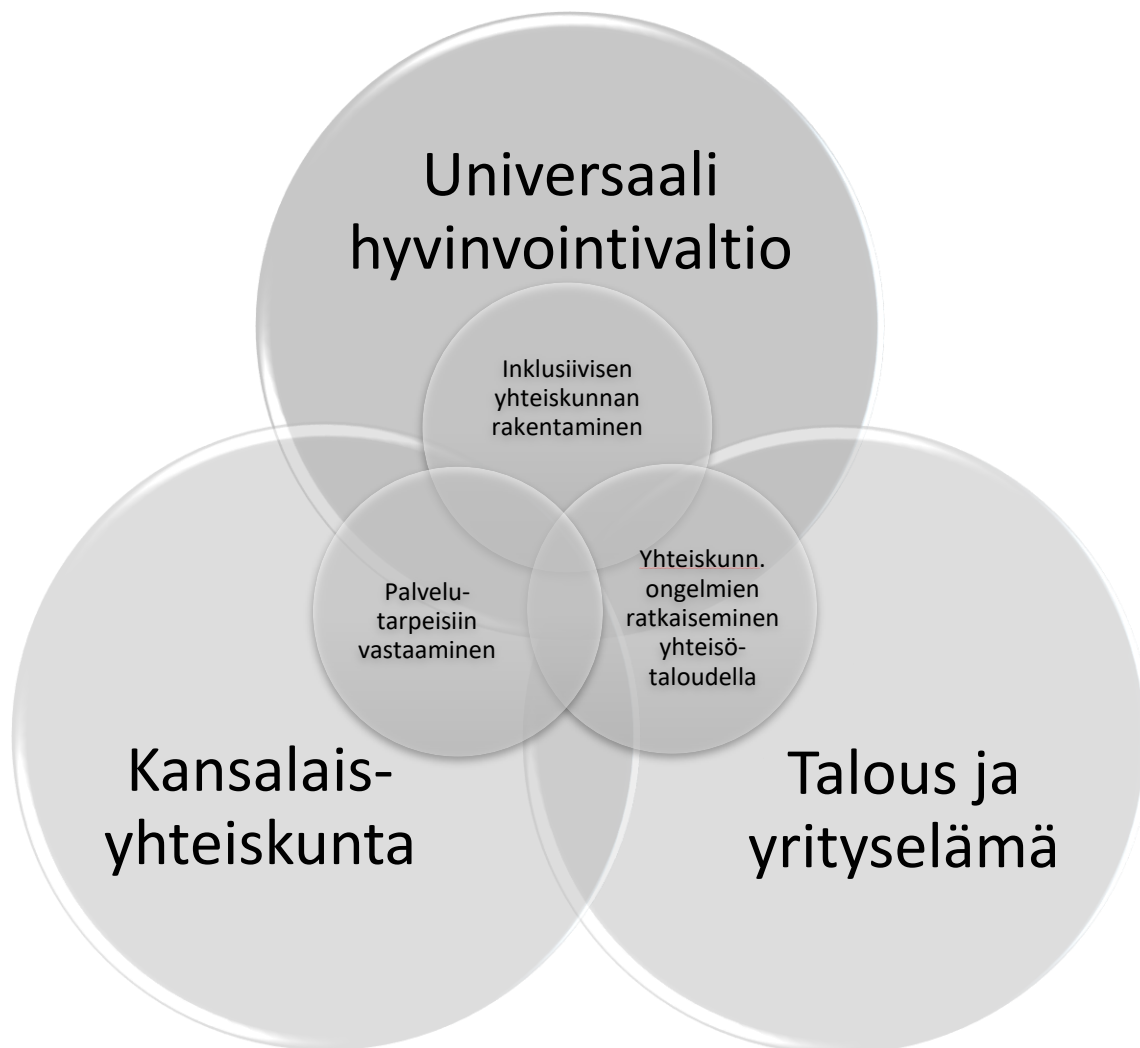 Universaali
hyvinvointivaltio
Inklusiivisen
yhteiskunnan
rakentaminen
Palvelu-
tarpeisiin
vastaaminen
Yhteiskunn.
ongelmien
ratkaiseminen
yhteisö-
taloudella
Kansalais-
yhteiskunta
Talous ja
yrityselämä